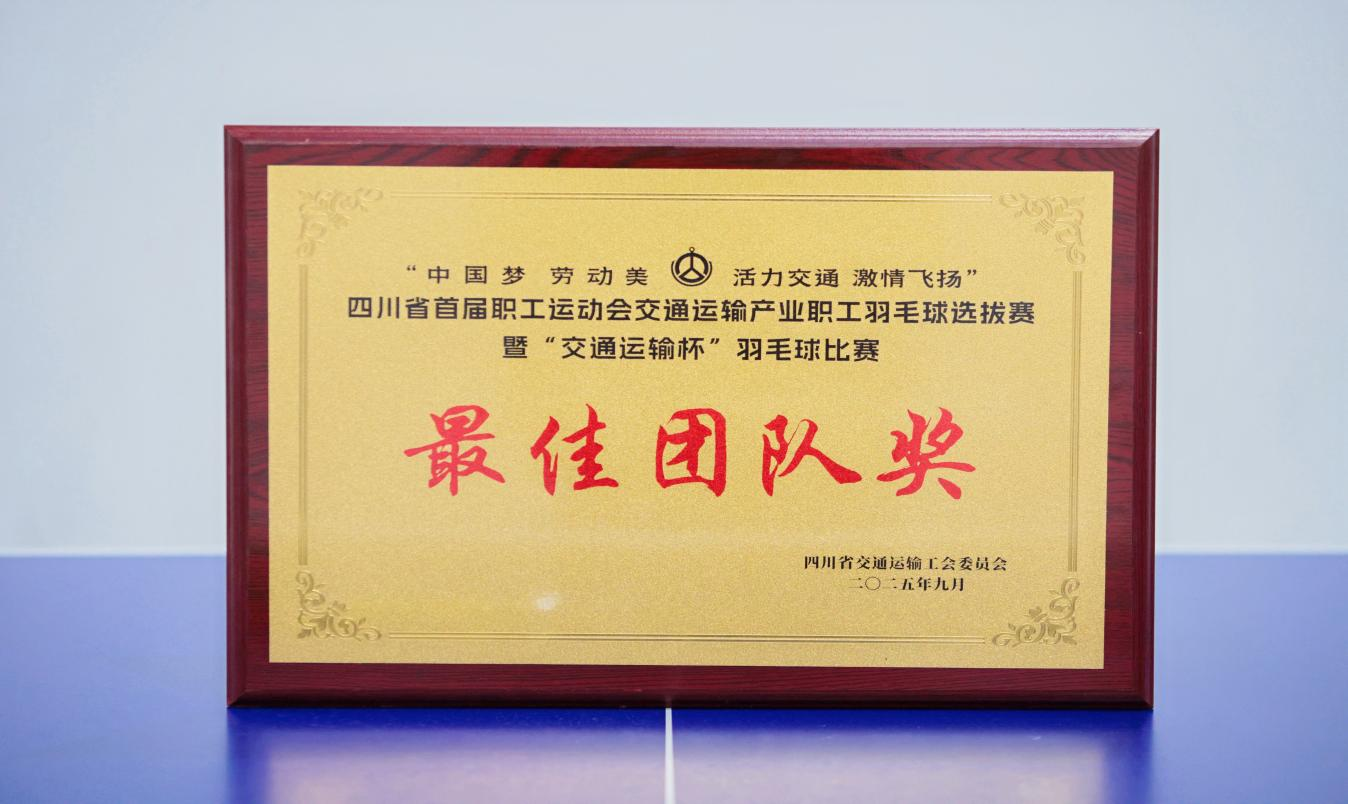 “中国梦 劳动美 活力交通 激情飞扬”
四川省首届职工运动会交通运输产业职工羽毛球选拔赛
暨“交通运输杯”羽毛球比赛
最佳团队奖
四川省交通运输工会委员会
二〇二五年九月